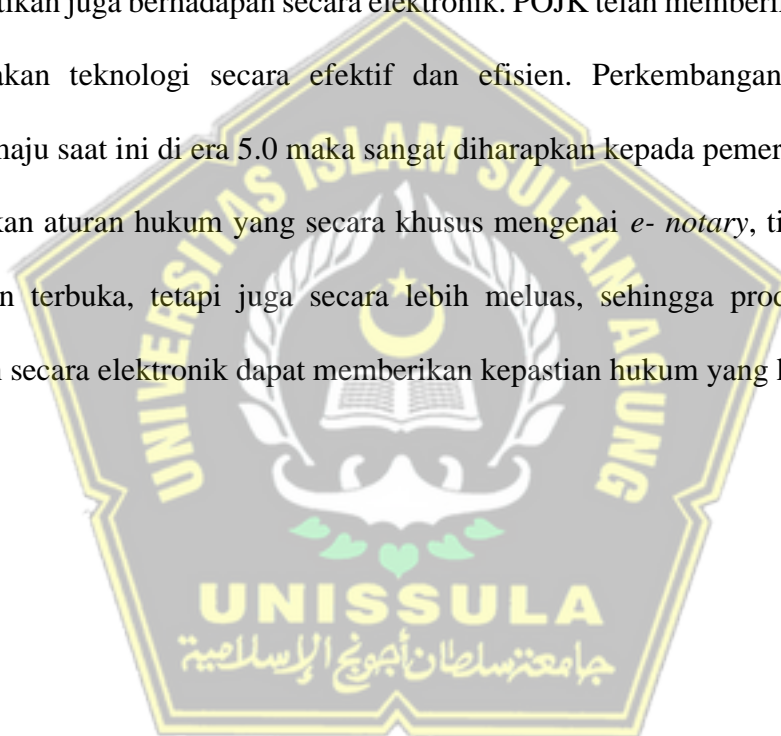 tikan juga berhadapan secara elektronik. POJK telah memberi
akan teknologi secara efektif dan efisien. Perkembangan
naju saat ini di era 5.0 maka sangat diharapkan kepada pemer
kan aturan hukum yang secara khusus mengenai e- notary, ti
n terbuka, tetapi juga secara lebih meluas, sehingga prod
n secara elektronik dapat memberikan kepastian hukum yang
UNIVERSITAS ISLAM SULTAN AGUNG
UNISSULA
جامعة سلطان أجونج الإسلامية